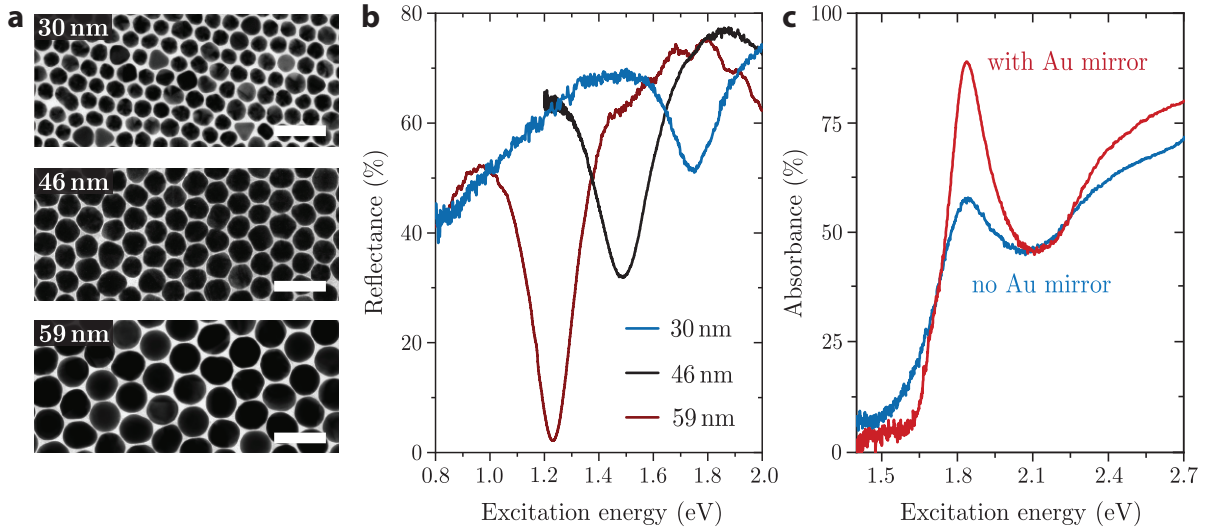 a
30 nm
46 nm
59 nm
b
80
60
40
20
0
Reflectance (%)
0.8
1.0
1.2
1.4
1.6
1.8
2.0
Excitation energy (eV)
30 nm
46 nm
59 nm
c
100
75
50
25
0
Absorbance (%)
1.5
1.8
2.1
2.4
2.7
Excitation energy (eV)
with Au mirror
no Au mirror